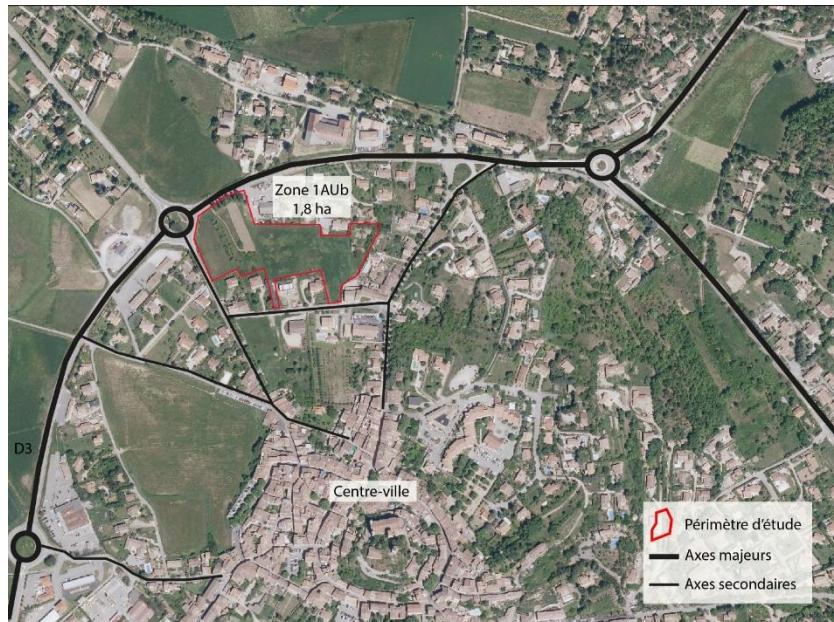 Zone 1AUb
1,8 ha
D3
Centre-ville
Périmètre d'étude
Axes majeurs
Axes secondaires